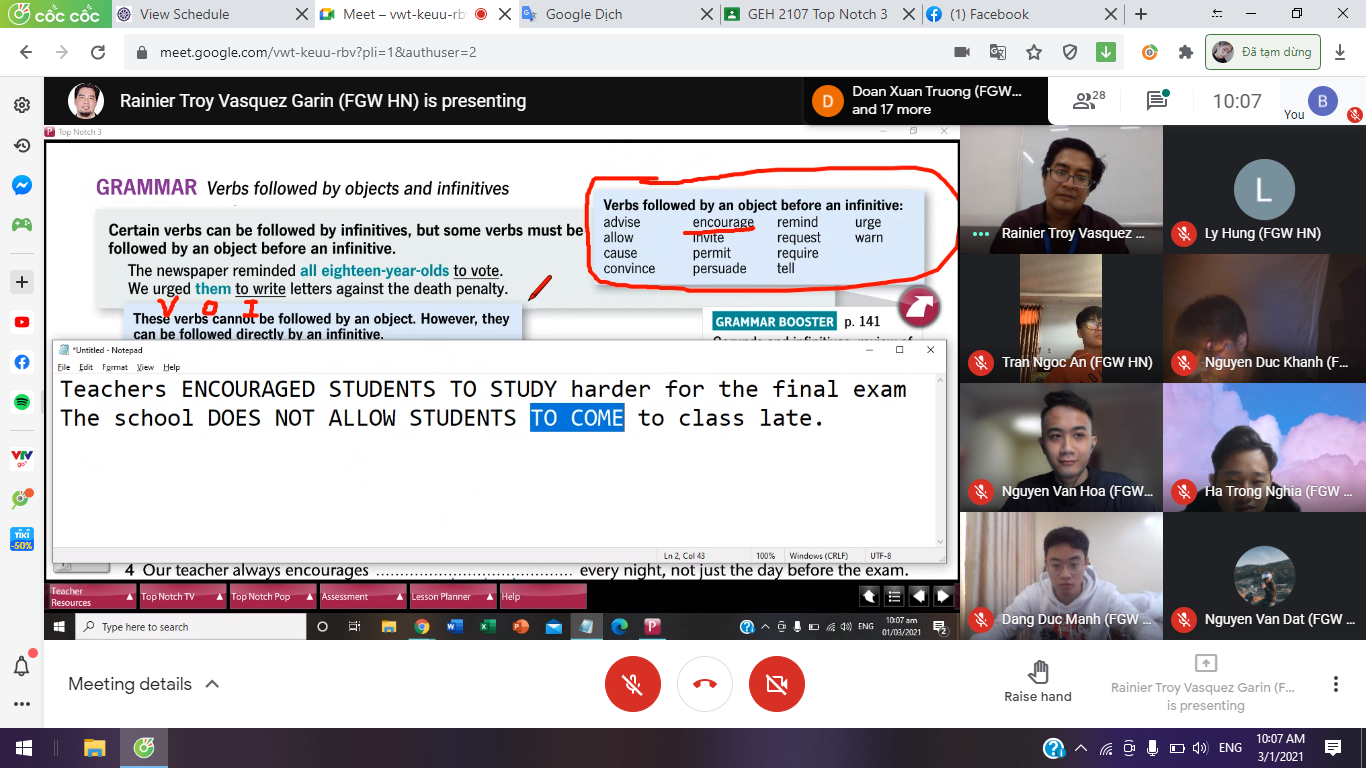 cốc cốc
View Schedule
Meet – vwt-keuu-rb
Google Dịch
GEH 2107 Top Notch 3
(1) Facebook
meet.google.com/vwt-keuu-rbv?pli=1&authuser=2
Đã tạm dừng
Rainier Troy Vasquez Garin (FGW HN) is presenting
D
Doan Xuan Truong (FGW...
and 17 more
28
10:07
You
B
Top Notch 3
GRAMMAR Verbs followed by objects and infinitives
Certain verbs can be followed by infinitives, but some verbs must be
followed by an object before an infinitive.
The newspaper reminded all eighteen-year-olds to vote.
We urged them to write letters against the death penalty.
V O I
These verbs cannot be followed by an object. However, they
can be followed directly by an infinitive.
Verbs followed by an object before an infinitive:
advise encourage remind urge
allow invite request warn
cause permit require
convince persuade tell
GRAMMAR BOOSTER p. 141
*Untitled - Notepad
File Edit Format View Help
Teachers ENCOURAGED STUDENTS TO STUDY harder for the final exam
The school DOES NOT ALLOW STUDENTS TO COME to class late.
Ln 2, Col 43 100% Windows (CRLF) UTF-8
4 Our teacher always encourages ........................................ every night, not just the day before the exam.
Teacher
Resources
Top Notch TV
Top Notch Pop
Assessment
Lesson Planner
Help
Type here to search
ENG
10:07 am
01/03/2021
2
Rainier Troy Vasquez ...
L
Ly Hung (FGW HN)
Tran Ngoc An (FGW HN)
Nguyen Duc Khanh (F...
Nguyen Van Hoa (FGW...
Ha Trong Nghia (FGW ...
Dang Duc Manh (FGW...
Nguyen Van Dat (FGW ...
VTV
go
TIKI
-50%
Meeting details
Raise hand
Rainier Troy Vasquez Garin (F...
is presenting
ENG
10:07 AM
3/1/2021